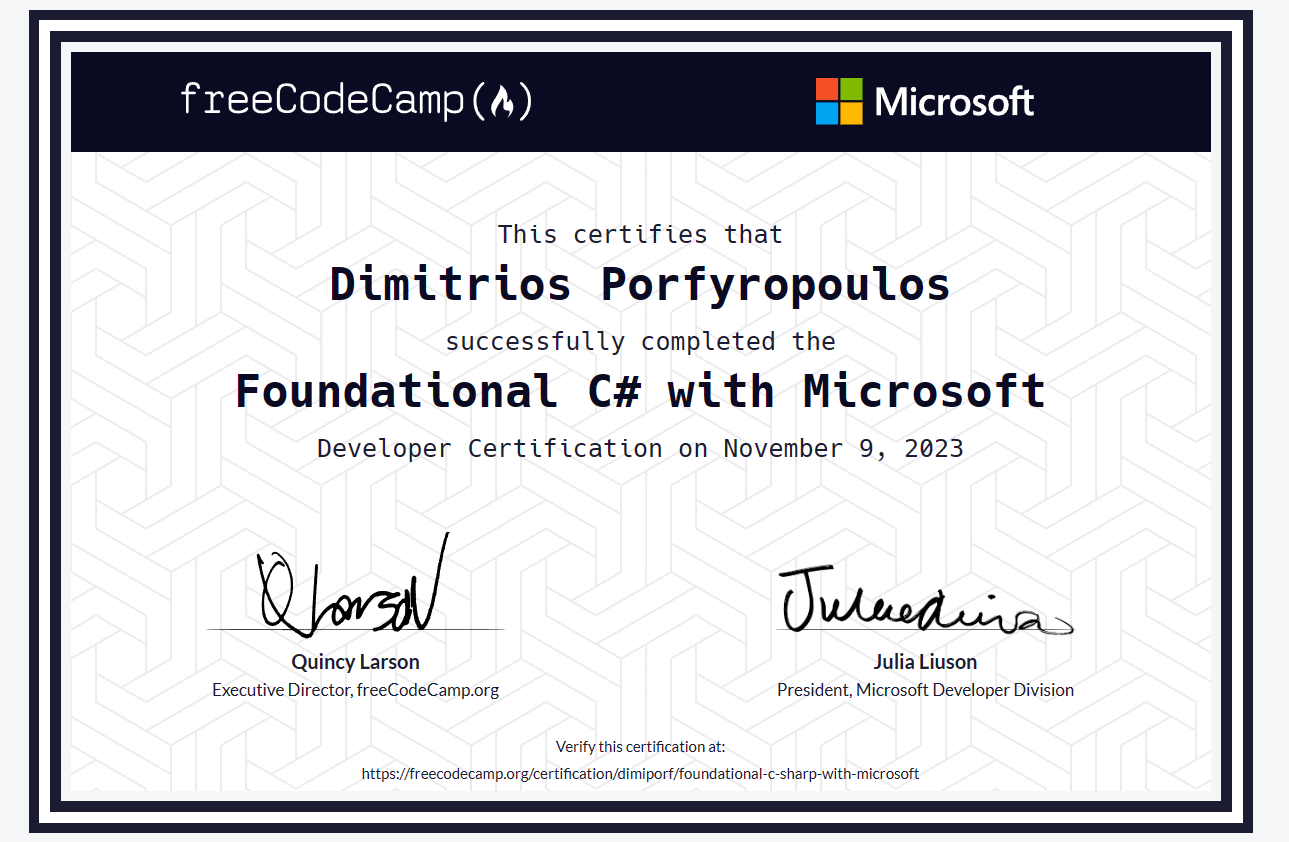 freeCodeCamp(🔥)
Microsoft
This certifies that
Dimitrios Porfyropoulos
successfully completed the
Foundational C# with Microsoft
Developer Certification on November 9, 2023
QLarson
Quincy Larson
Executive Director, freeCodeCamp.org
Julia Liuson
President, Microsoft Developer Division
Verify this certification at:
https://freecodecamp.org/certification/dimiporf/foundational-c-sharp-with-microsoft